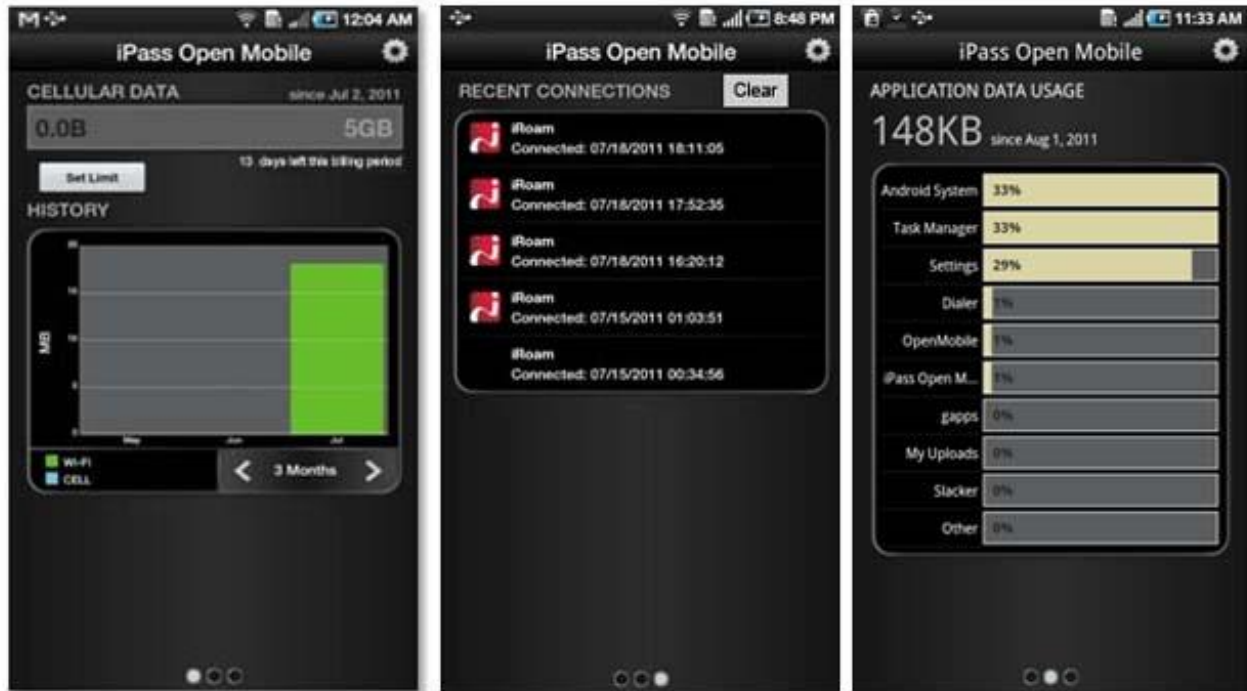 12:04 AM
iPass Open Mobile
CELLULAR DATA since Jul 2, 2011
0.0B 5GB
13 days left this billing period
Set Limit
HISTORY
20
15
10
5
0
MB
May Jun Jul
Wi-Fi
CELL
3 Months
8:48 PM
iPass Open Mobile
RECENT CONNECTIONS Clear
iRoam
Connected: 07/18/2011 18:11:05
iRoam
Connected: 07/18/2011 17:52:35
iRoam
Connected: 07/18/2011 16:20:12
iRoam
Connected: 07/15/2011 01:03:51
iRoam
Connected: 07/15/2011 00:34:56
11:33 AM
iPass Open Mobile
APPLICATION DATA USAGE
148KB since Aug 1, 2011
Android System 33%
Task Manager 33%
Settings 29%
Dialer 1%
OpenMobile 1%
iPass Open M... 1%
gapps 0%
My Uploads 0%
Slacker 0%
Other 0%